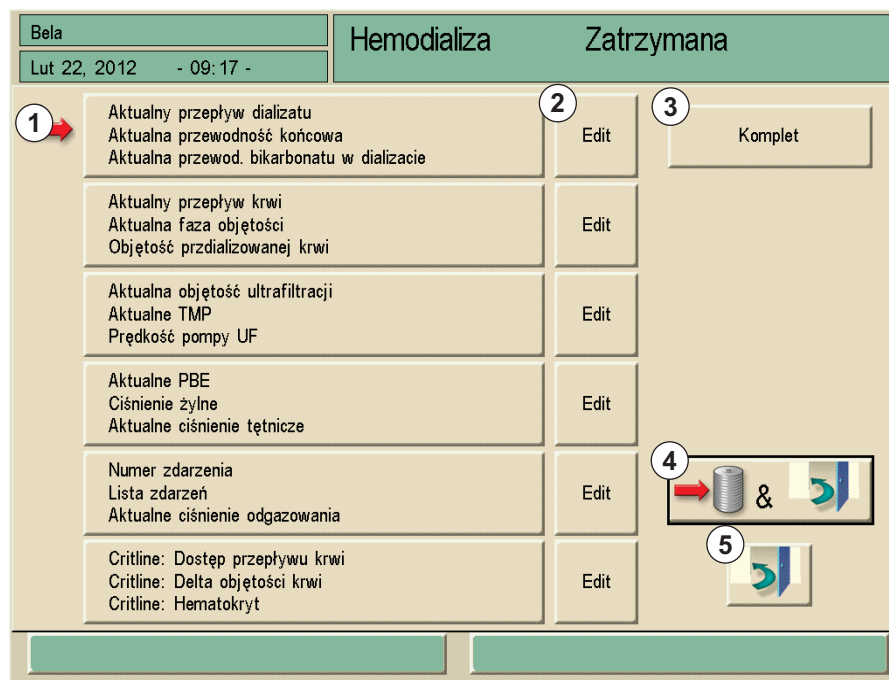 Bela
Hemodializa Zatrzymana
Lut 22, 2012 - 09:17 -
1
Aktualny przepływ dializatu
Aktualna przewodność końcowa
Aktualna przewod. bikarbonatu w dializacie
2
Edit
3
Komplet
Aktualny przepływ krwi
Aktualna faza objętości
Objętość przdializowanej krwi
Edit
Aktualna objętość ultrafiltracji
Aktualne TMP
Prędkość pompy UF
Edit
Aktualne PBE
Ciśnienie żylne
Aktualne ciśnienie tętnicze
Edit
Numer zdarzenia
Lista zdarzeń
Aktualne ciśnienie odgazowania
Edit
4
&
Critline: Dostęp przepływu krwi
Critline: Delta objętości krwi
Critline: Hematokryt
Edit
5